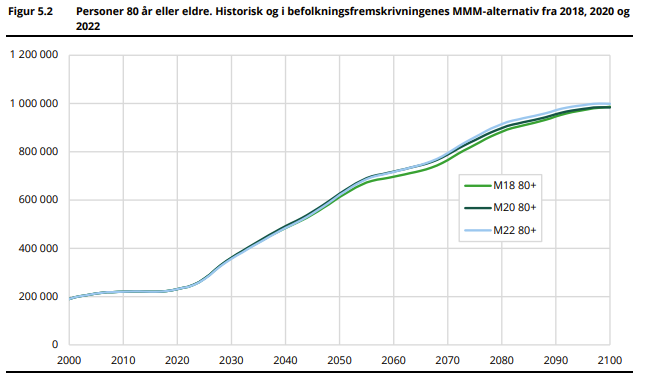 Figur 5.2 Personer 80 år eller eldre. Historisk og i befolkningsfremskrivningenes MMM-alternativ fra 2018, 2020 og
2022
1 200 000
1 000 000
800 000
600 000
400 000
200 000
0
M18 80+
M20 80+
M22 80+
2000 2010 2020 2030 2040 2050 2060 2070 2080 2090 2100